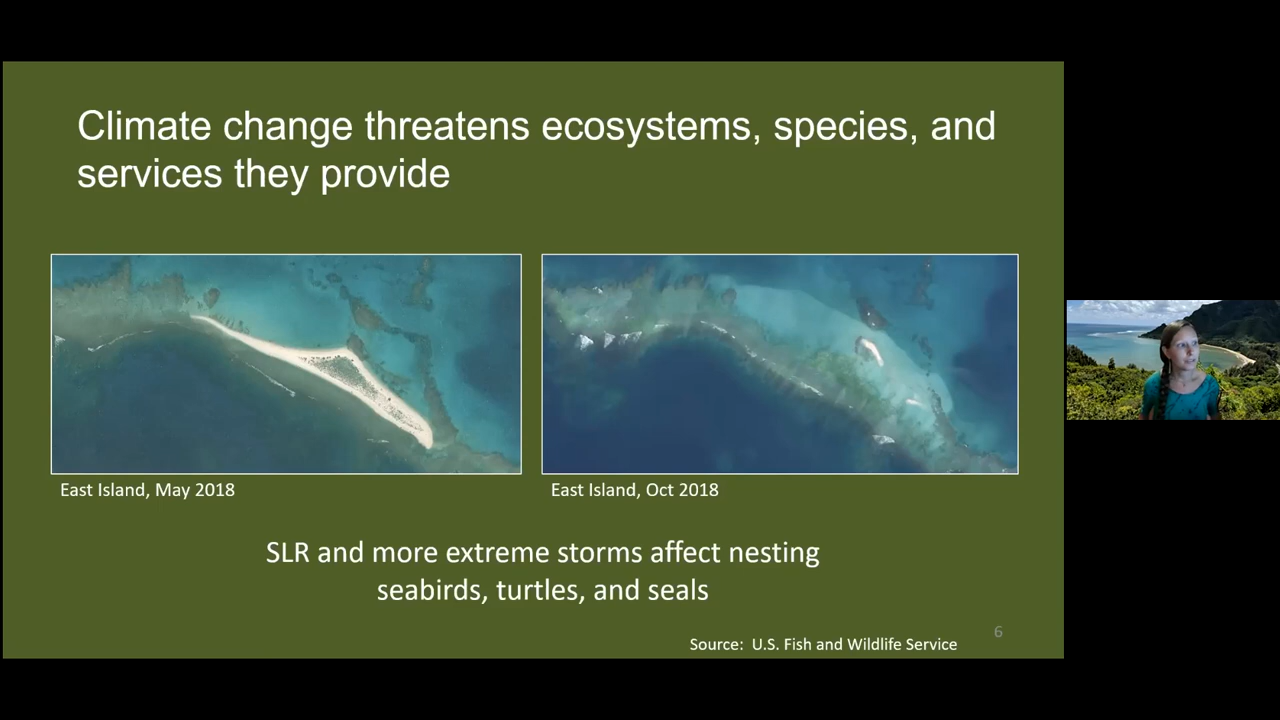 Climate change threatens ecosystems, species, and
services they provide
East Island, May 2018
East Island, Oct 2018
SLR and more extreme storms affect nesting
seabirds, turtles, and seals
6
Source:  U.S. Fish and Wildlife Service